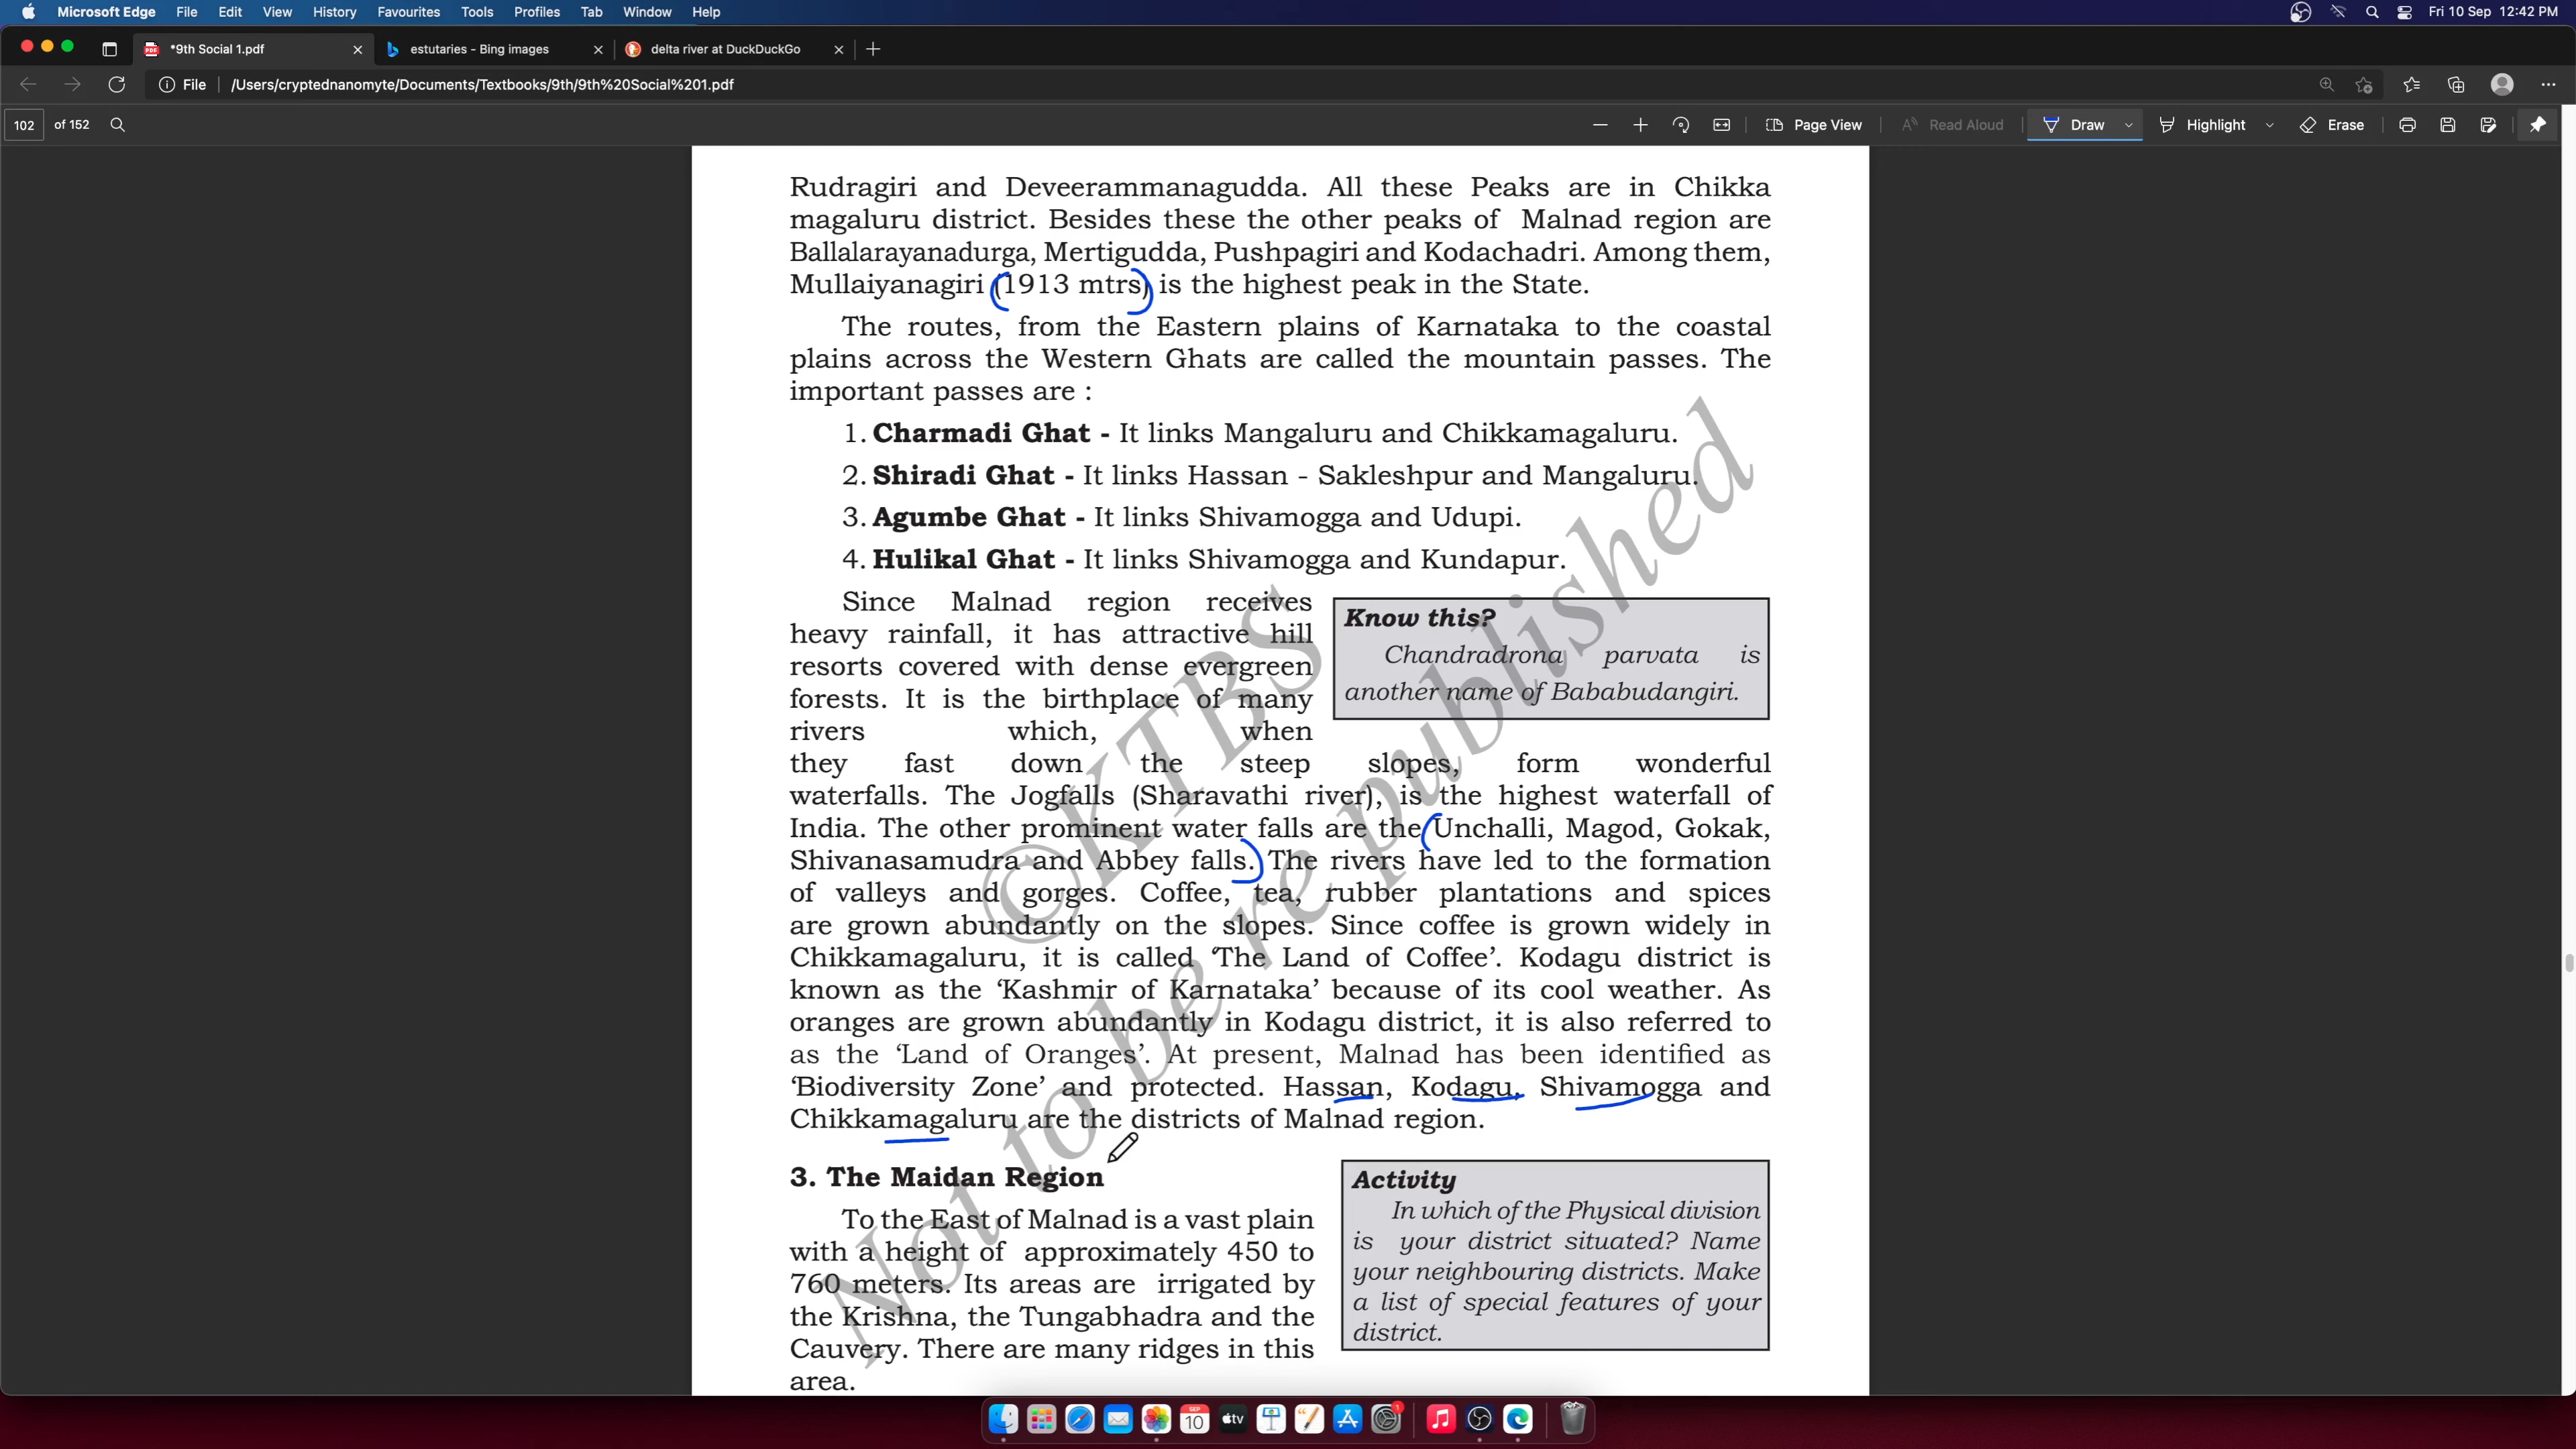 Microsoft Edge File Edit View History Favourites Tools Profiles Tab Window Help Fri 10 Sep 12:42 PM
*9th Social 1.pdf estutaries - Bing images delta river at DuckDuckGo
File /Users/cryptednanomyte/Documents/Textbooks/9th/9th%20Social%201.pdf
102 of 152 Page View Read Aloud Draw Highlight Erase
Rudragiri and Deveerammanagudda. All these Peaks are in Chikka
magaluru district. Besides these the other peaks of Malnad region are
Ballalarayanadurga, Mertigudda, Pushpagiri and Kodachadri. Among them,
Mullaiyanagiri (1913 mtrs) is the highest peak in the State.
The routes, from the Eastern plains of Karnataka to the coastal
plains across the Western Ghats are called the mountain passes. The
important passes are :
1. Charmadi Ghat - It links Mangaluru and Chikkamagaluru.
2. Shiradi Ghat - It links Hassan - Sakleshpur and Mangaluru.
3. Agumbe Ghat - It links Shivamogga and Udupi.
4. Hulikal Ghat - It links Shivamogga and Kundapur.
Since Malnad region receives
heavy rainfall, it has attractive hill
resorts covered with dense evergreen
forests. It is the birthplace of many
rivers which, when
Know this?
Chandradrona parvata is
another name of Bababudangiri.
they fast down the steep slopes, form wonderful
waterfalls. The Jogfalls (Sharavathi river), is the highest waterfall of
India. The other prominent water falls are the Unchalli, Magod, Gokak,
Shivanasamudra and Abbey falls. The rivers have led to the formation
of valleys and gorges. Coffee, tea, rubber plantations and spices
are grown abundantly on the slopes. Since coffee is grown widely in
Chikkamagaluru, it is called ‘The Land of Coffee’. Kodagu district is
known as the ‘Kashmir of Karnataka’ because of its cool weather. As
oranges are grown abundantly in Kodagu district, it is also referred to
as the ‘Land of Oranges’. At present, Malnad has been identified as
‘Biodiversity Zone’ and protected. Hassan, Kodagu, Shivamogga and
Chikkamagaluru are the districts of Malnad region.
3. The Maidan Region
To the East of Malnad is a vast plain
with a height of approximately 450 to
760 meters. Its areas are irrigated by
the Krishna, the Tungabhadra and the
Cauvery. There are many ridges in this
area.
Activity
In which of the Physical division
is your district situated? Name
your neighbouring districts. Make
a list of special features of your
district.
©KTBS
Not to be republished
SEP
10
tv
1